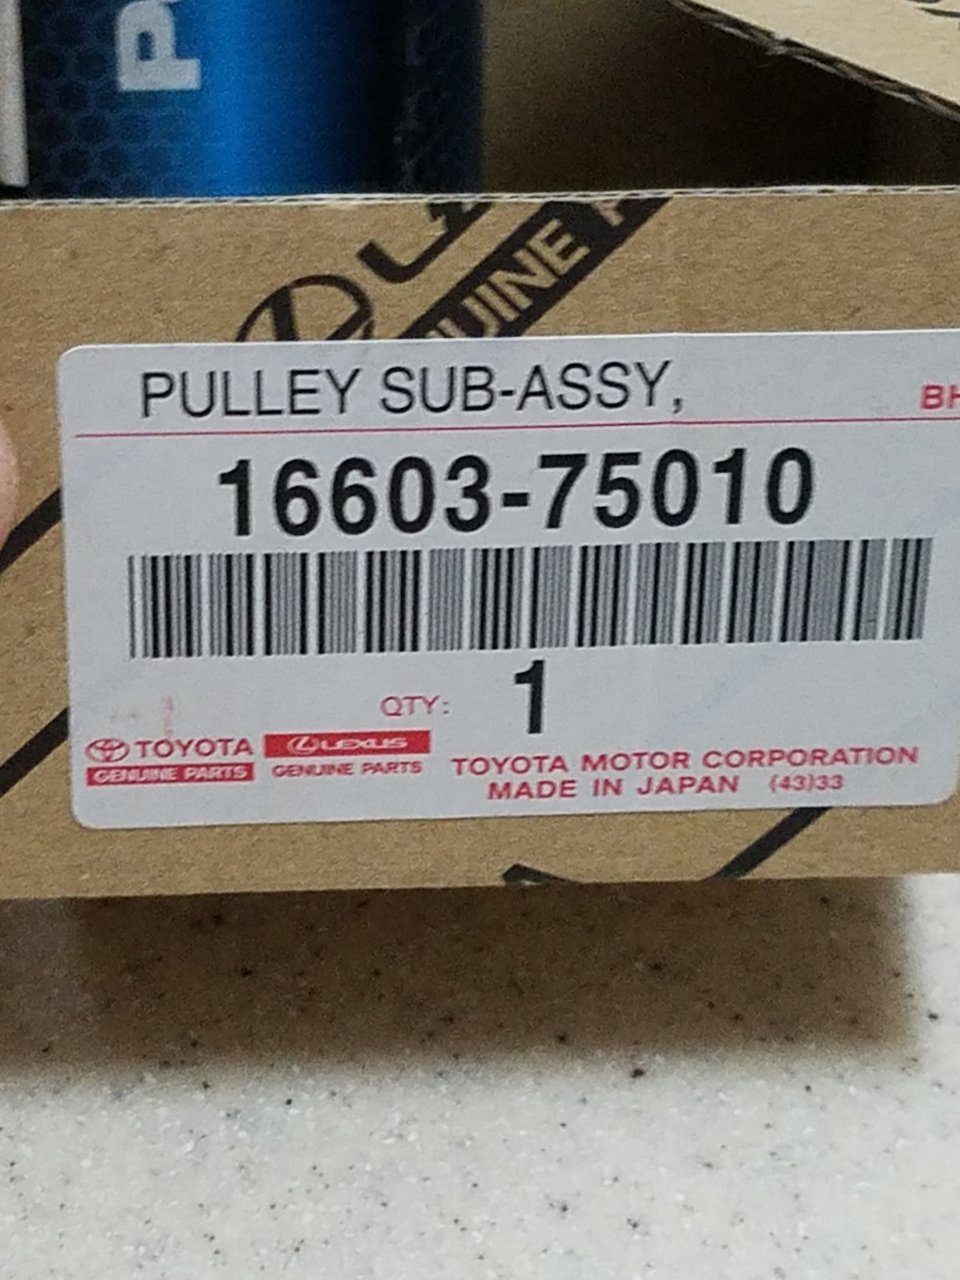 P
UINE
PULLEY SUB-ASSY,
BH
16603-75010
QTY: 1
TOYOTA
GENUINE PARTS
LEXUS
GENUINE PARTS
TOYOTA MOTOR CORPORATION
MADE IN JAPAN (43)33